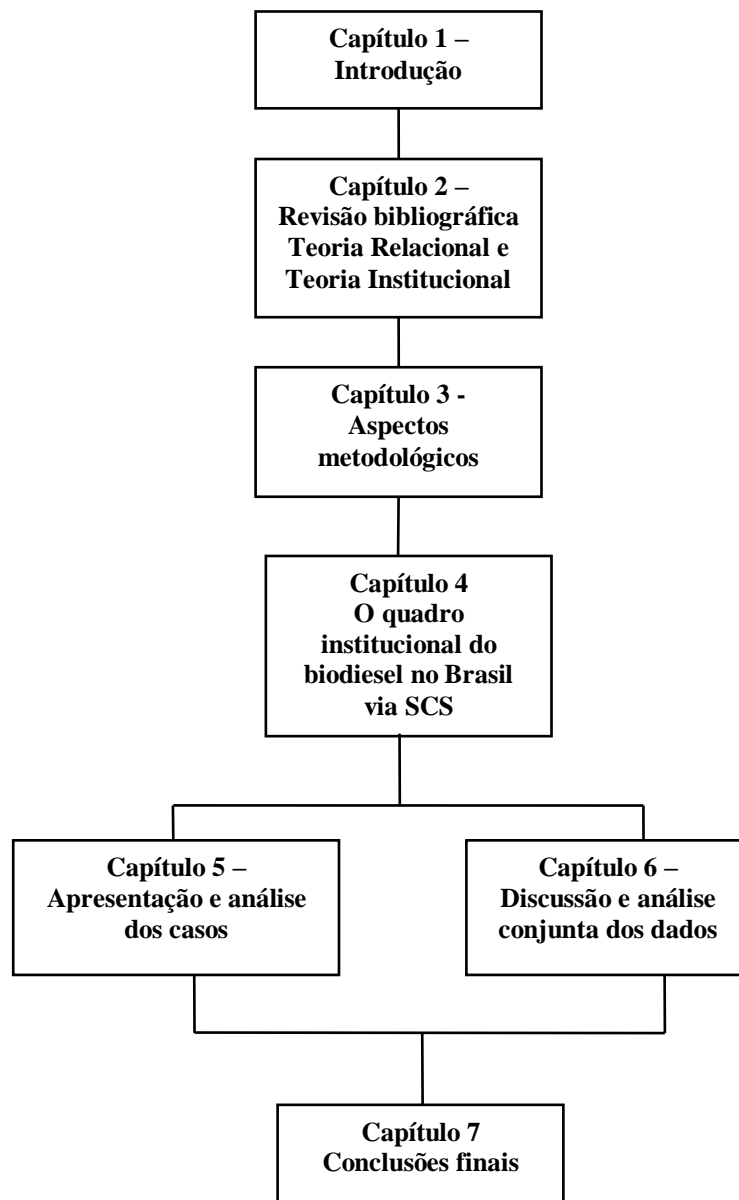 Capítulo 1 –
Introdução
Capítulo 2 –
Revisão bibliográfica
Teoria Relacional e
Teoria Institucional
Capítulo 3 -
Aspectos
metodológicos
Capítulo 4
O quadro
institucional do
biodiesel no Brasil
via SCS
Capítulo 5 –
Apresentação e análise
dos casos
Capítulo 6 –
Discussão e análise
conjunta dos dados
Capítulo 7
Conclusões finais